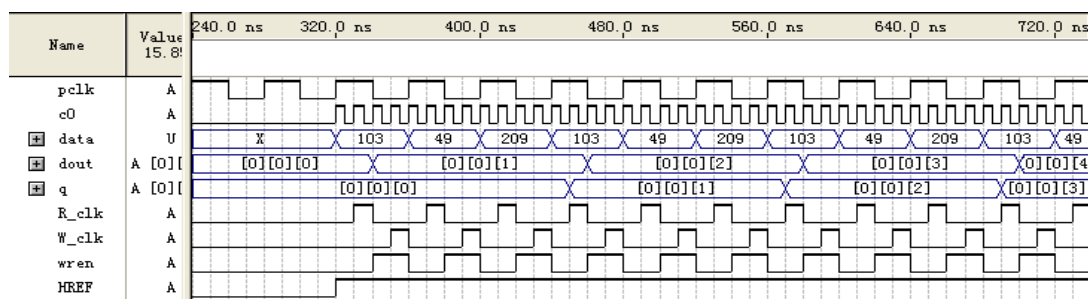 Name Value 15.8 240.0 ns 320.0 ns 400.0 ns 480.0 ns 560.0 ns 640.0 ns 720.0 ns
pclk A
c0 A
data U X 103 49 209 103 49 209 103 49 209 103 49
dout A [0][ [0][0][0] [0][0][1] [0][0][2] [0][0][3] [0][0][4
q A [0][ [0][0][0] [0][0][1] [0][0][2] [0][0][3]
R_clk A
W_clk A
wren A
HREF A